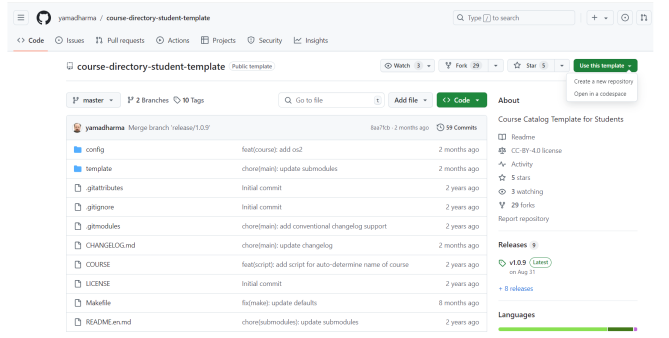 yamadharma / course-directory-student-template
Type / to search
Code Issues Pull requests Actions Projects Security Insights
course-directory-student-template Public template
Watch 3 Fork 29 Star 5 Use this template
Create a new repository
Open in a codespace
master 2 Branches 10 Tags Go to file t Add file Code
yamadharma Merge branch 'release/1.0.9' 8ea7fcb · 2 months ago 59 Commits
config feat(course): add os2 2 months ago
template chore(main): update submodules 2 months ago
.gitattributes Initial commit 2 years ago
.gitignore Initial commit 2 years ago
.gitmodules chore(main): add conventional changelog support 2 years ago
CHANGELOG.md chore(main): update changelog 2 months ago
COURSE feat(script): add script for auto-determine name of course 2 years ago
LICENSE Initial commit 2 years ago
Makefile fix(make): update defaults 8 months ago
README.en.md chore(submodules): update submodules 2 years ago
About
Course Catalog Template for Students
Readme
CC-BY-4.0 license
Activity
5 stars
3 watching
29 forks
Report repository
Releases 9
v1.0.9 Latest
on Aug 31
+ 8 releases
Languages